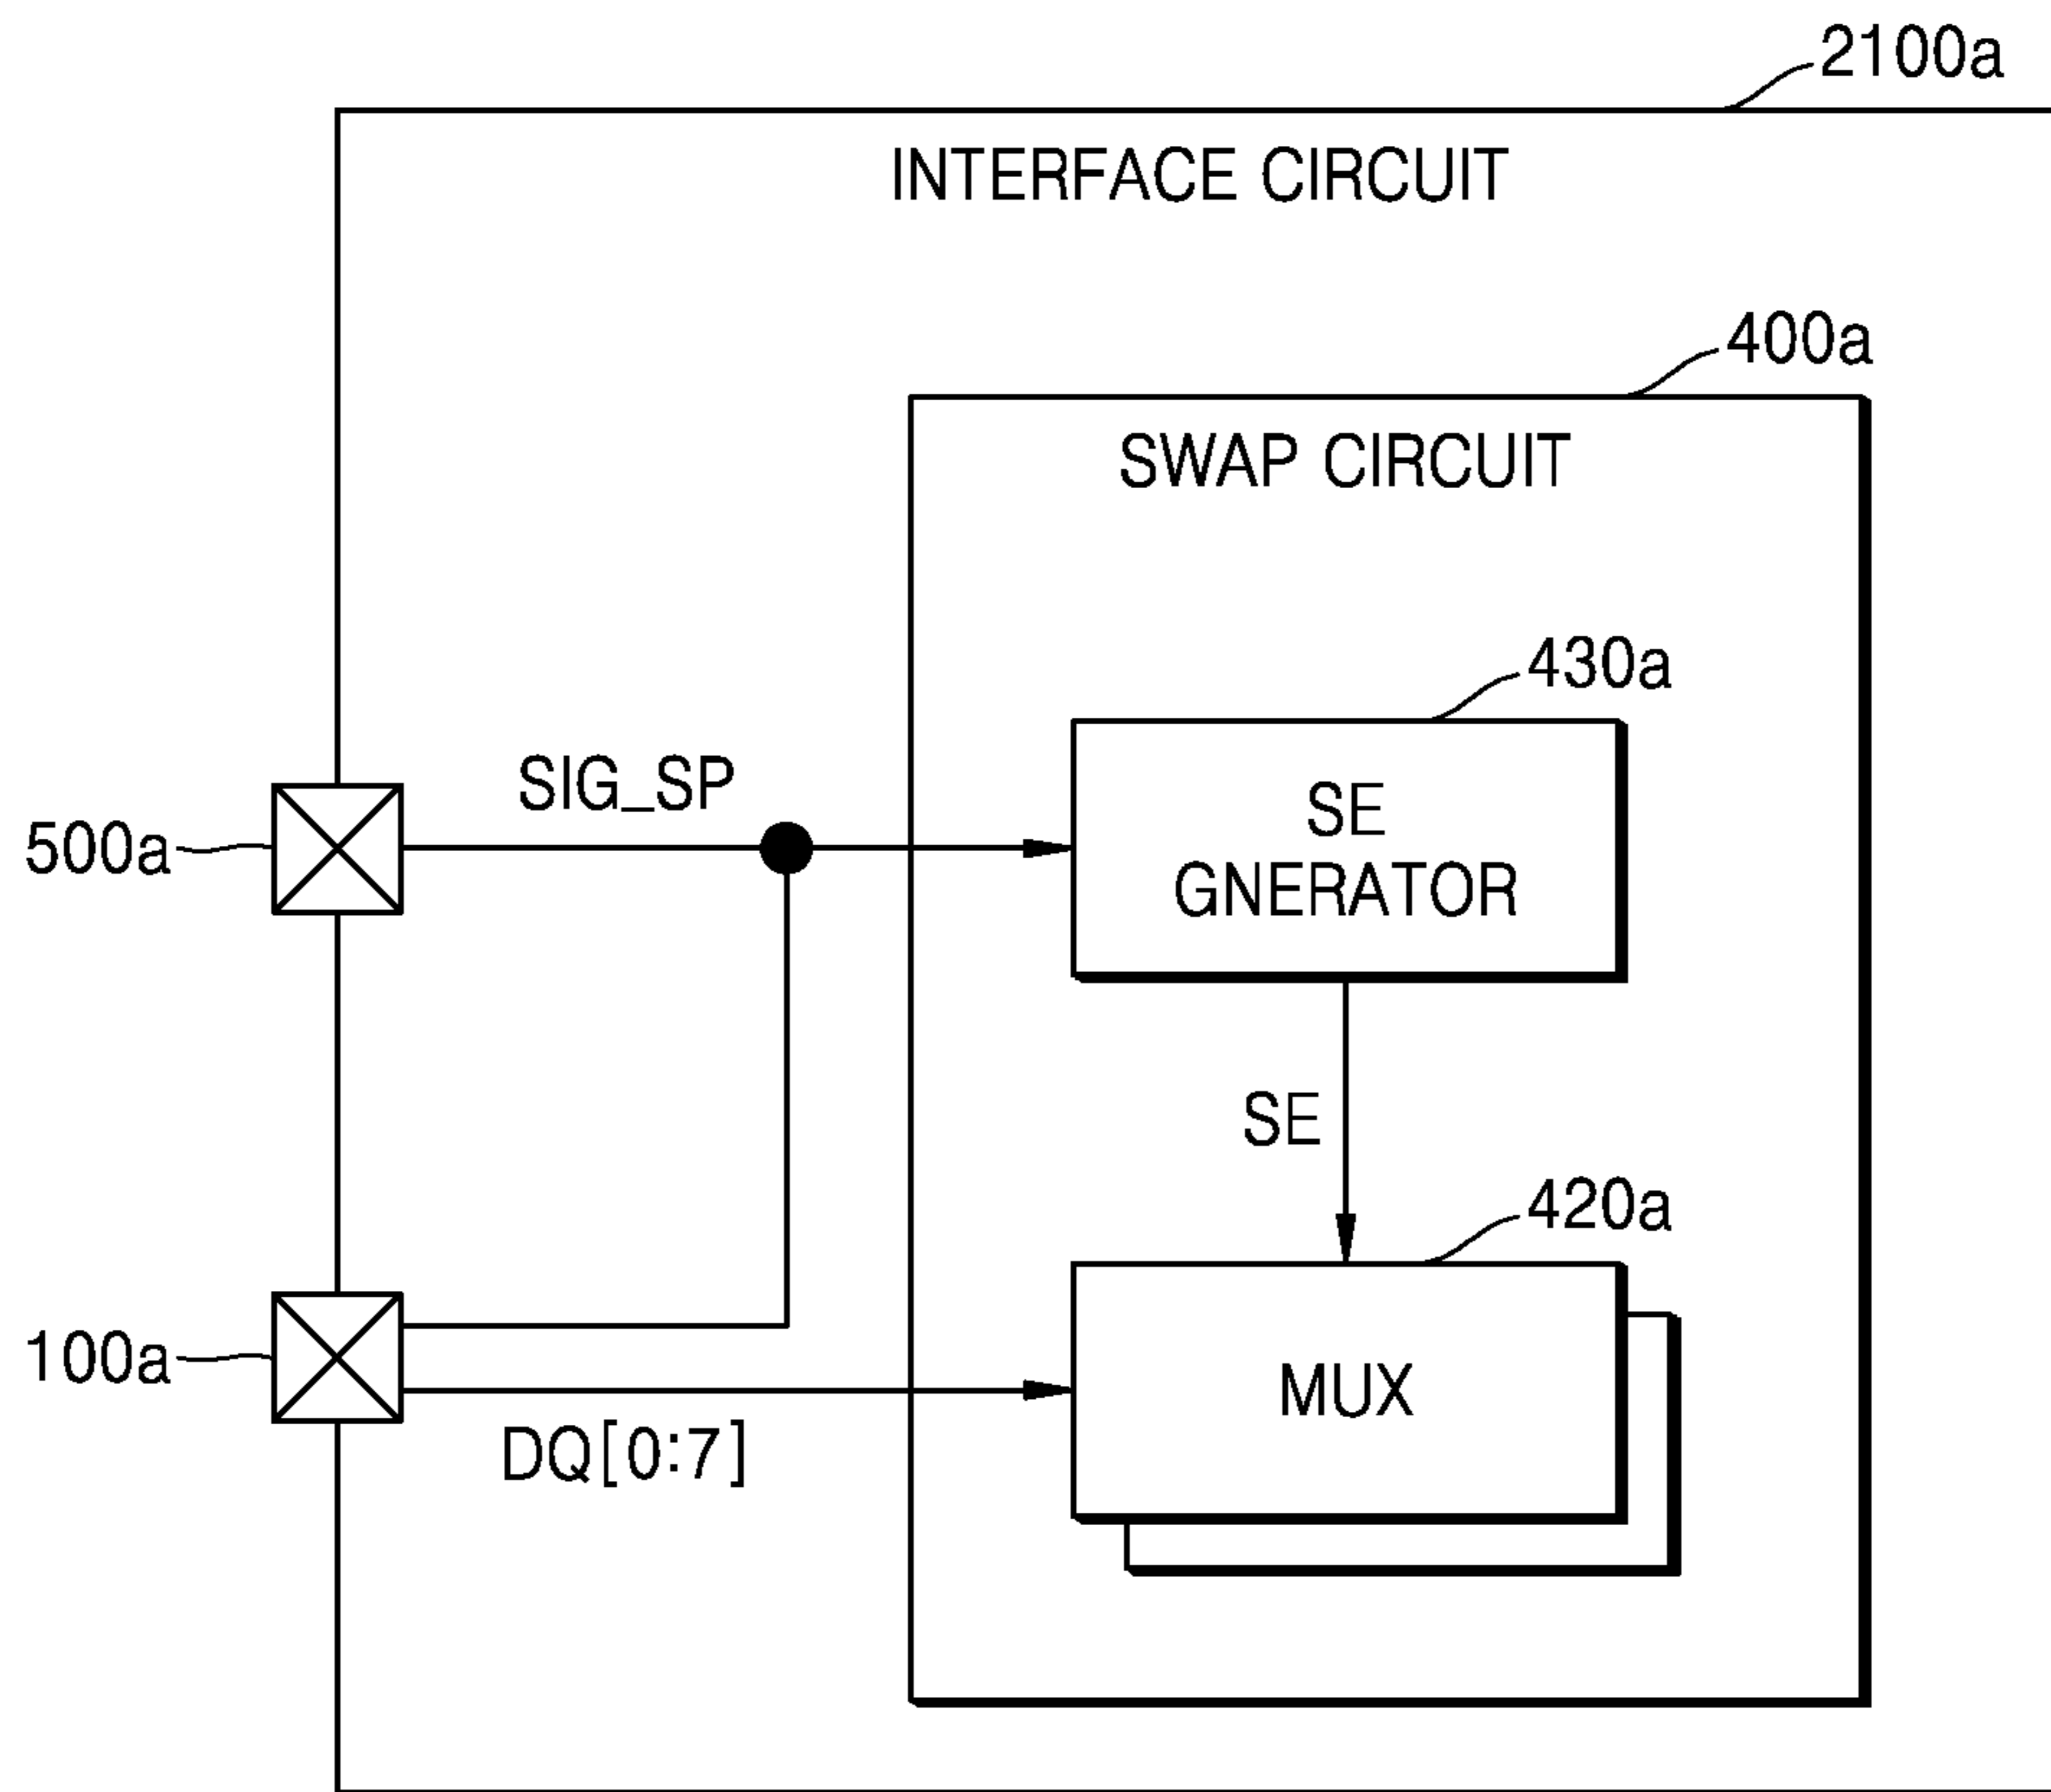 2100a
INTERFACE CIRCUIT
400a
SWAP CIRCUIT
430a
SIG_SP
SE
GNERATOR
500a
SE
420a
100a
MUX
DQ[0:7]